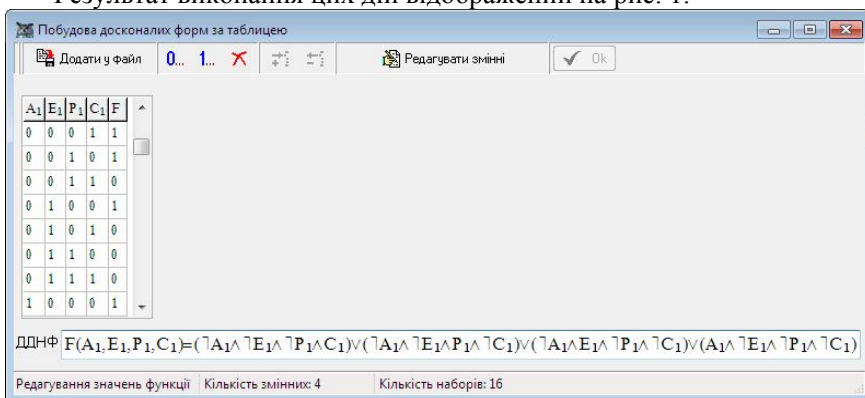 Результат виконання цих дій відображений на рис. 1.
Побудова досконалих форм за таблицею
Додати у файл 0... 1... Редагувати змінні Ok
A₁ E₁ P₁ C₁ F
0 0 0 1 1
0 0 1 0 1
0 0 1 1 0
0 1 0 0 1
0 1 0 1 0
0 1 1 0 0
0 1 1 1 0
1 0 0 0 1
ДДНФ F(A₁,E₁,P₁,C₁)=(⅂A₁∧⅂E₁∧⅂P₁∧C₁)∨(⅂A₁∧⅂E₁∧P₁∧⅂C₁)∨(⅂A₁∧E₁∧⅂P₁∧⅂C₁)∨(A₁∧⅂E₁∧⅂P₁∧⅂C₁)
Редагування значень функції Кількість змінних: 4 Кількість наборів: 16